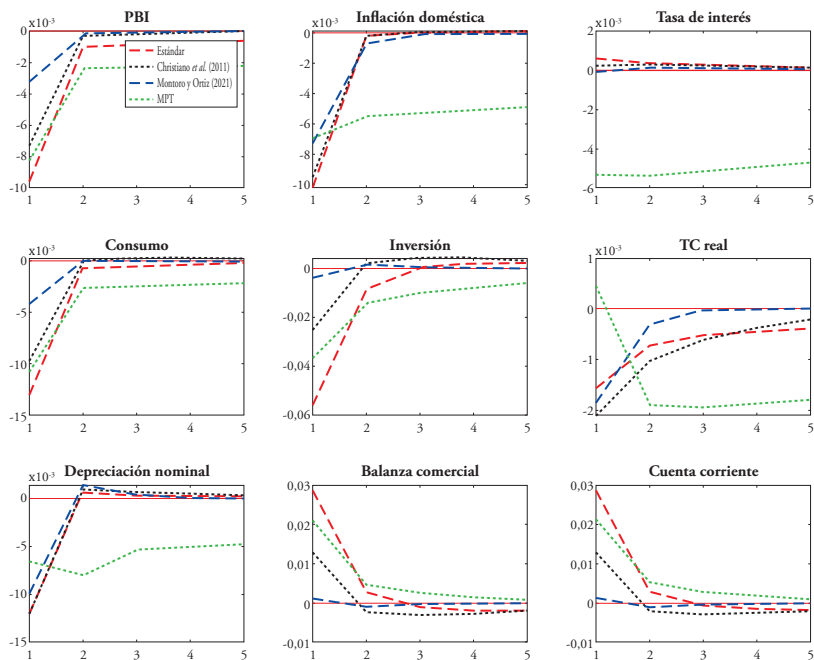 PBI
x10⁻³
0
-2
-4
-6
-8
-10
1 2 3 4 5
Estándar
Christiano et al. (2011)
Montoro y Ortiz (2021)
MPT
Inflación doméstica
x10⁻³
0
-2
-4
-6
-8
-10
1 2 3 4 5
Tasa de interés
x10⁻³
2
0
-2
-4
-6
1 2 3 4 5
Consumo
x10⁻³
0
-5
-10
-15
1 2 3 4 5
Inversión
0
-0,02
-0,04
-0,06
1 2 3 4 5
TC real
x10⁻³
1
0
-1
-2
1 2 3 4 5
Depreciación nominal
x10⁻³
0
-5
-10
-15
1 2 3 4 5
Balanza comercial
0,03
0,02
0,01
0
-0,01
1 2 3 4 5
Cuenta corriente
0,03
0,02
0,01
0
-0,01
1 2 3 4 5